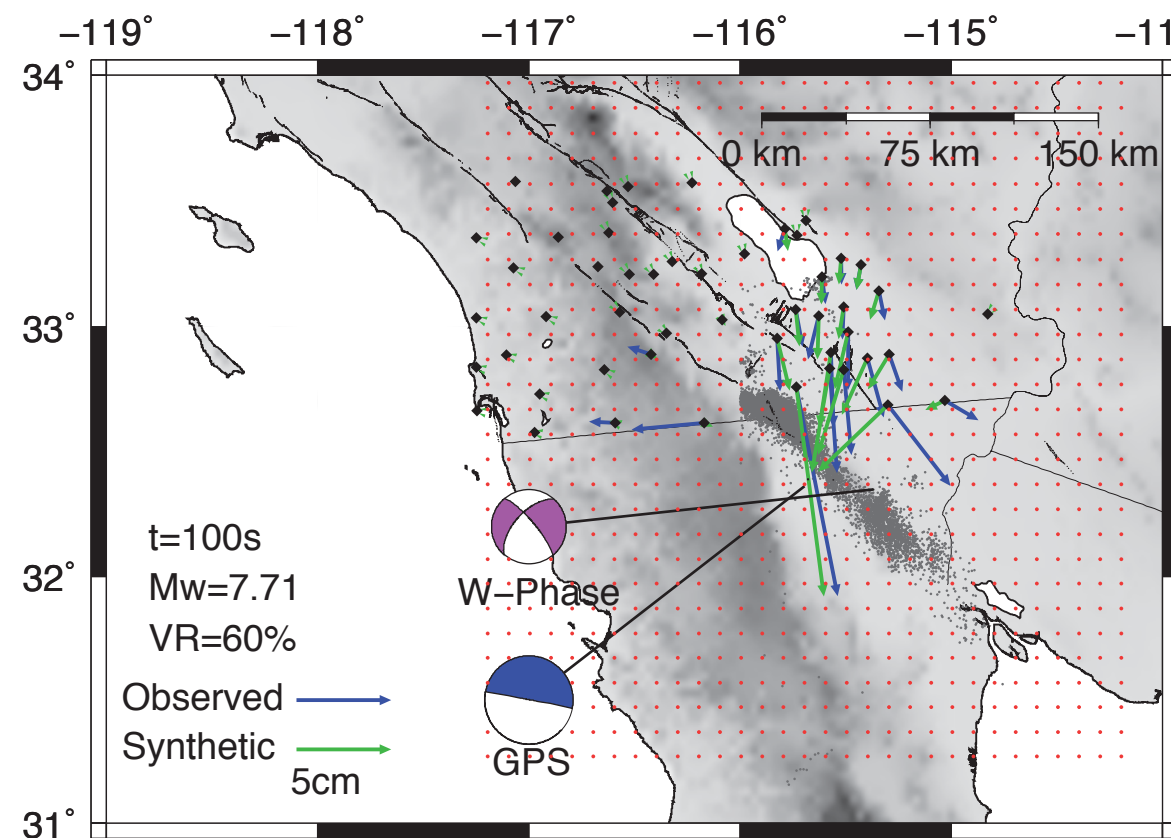 −119˚ −118˚ −117˚ −116˚ −115˚ −11
34˚
0 km 75 km 150 km
33˚
t=100s
32˚
Mw=7.71
W−Phase
VR=60%
Observed
Synthetic
GPS
5cm
31˚